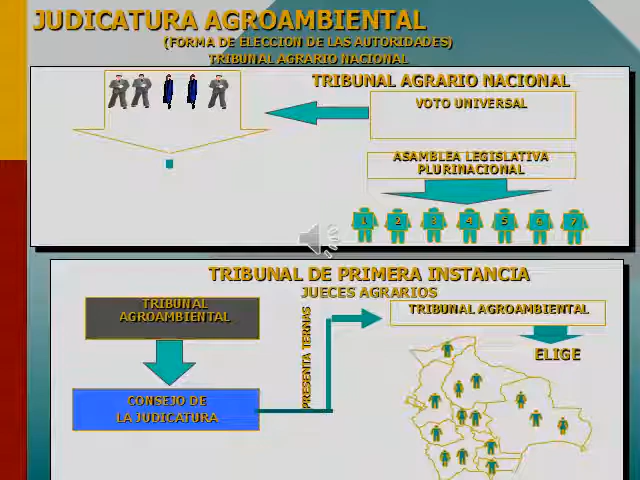 JUDICATURA AGROAMBIENTAL
(FORMA DE ELECCION DE LAS AUTORIDADES)
TRIBUNAL AGRARIO NACIONAL
TRIBUNAL AGRARIO NACIONAL
VOTO UNIVERSAL
ASAMBLEA LEGISLATIVA
PLURINACIONAL
1 2 3 4 5 6 7
TRIBUNAL DE PRIMERA INSTANCIA
JUECES AGRARIOS
TRIBUNAL
AGROAMBIENTAL
PRESENTA TERNAS
TRIBUNAL AGROAMBIENTAL
ELIGE
CONSEJO DE
LA JUDICATURA